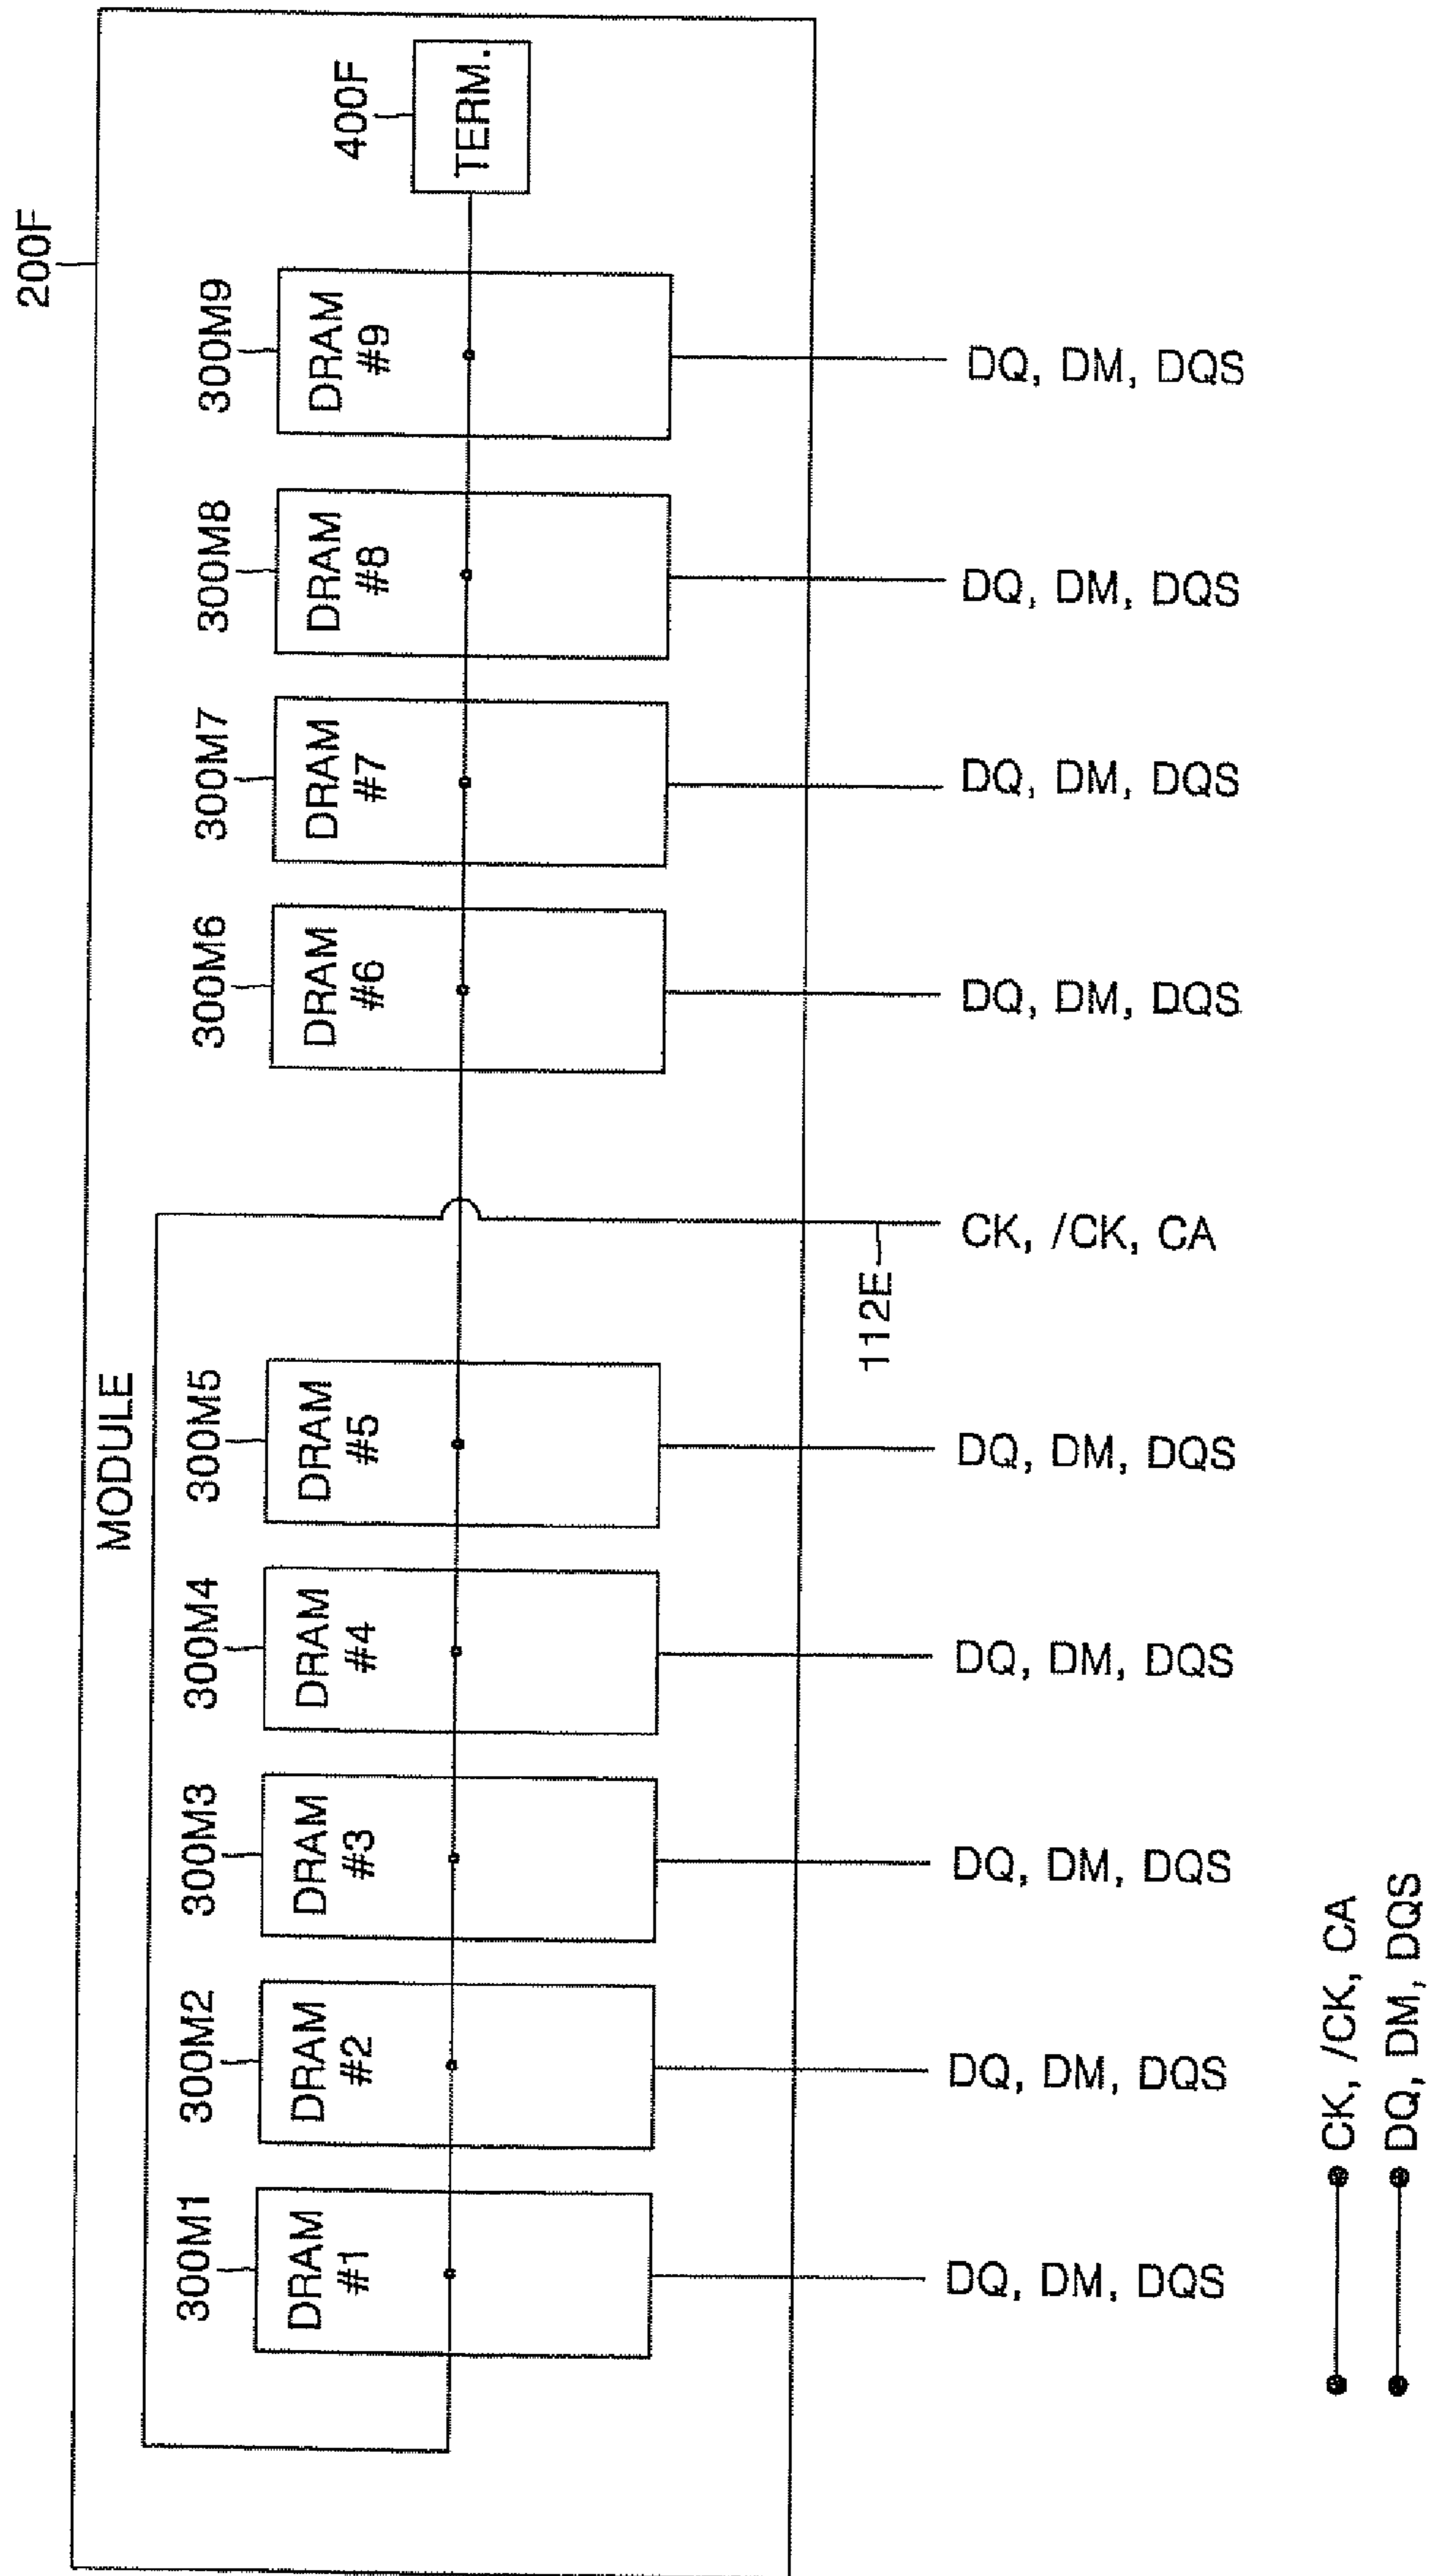 200F
400F
TERM.
300M9
DRAM
#9
DQ, DM, DQS
300M8
DRAM
#8
DQ, DM, DQS
300M7
DRAM
#7
DQ, DM, DQS
300M6
DRAM
#6
DQ, DM, DQS
CK, /CK, CA
112E
MODULE
300M5
DRAM
#5
DQ, DM, DQS
300M4
DRAM
#4
DQ, DM, DQS
300M3
DRAM
#3
DQ, DM, DQS
300M2
DRAM
#2
DQ, DM, DQS
300M1
DRAM
#1
DQ, DM, DQS
CK, /CK, CA
DQ, DM, DQS